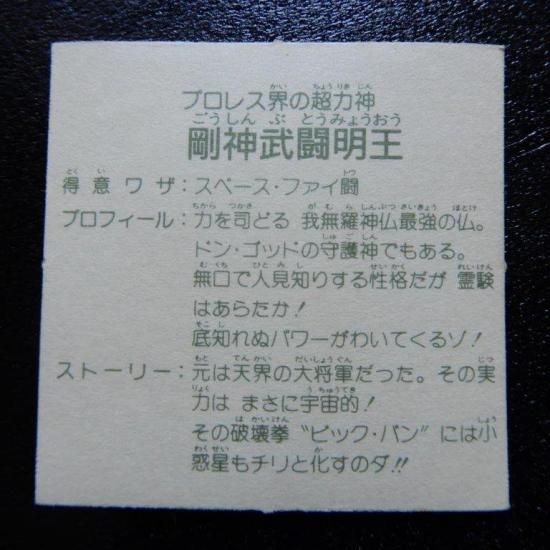 プロレス界の超力神
剛神武闘明王
得意ワザ:スペース・ファイ闘
プロフィール:力を司どる 我無羅神仏最強の仏。
ドン・ゴッドの守護神でもある。
無口で人見知りする性格だが 霊験
はあらたか!
底知れぬパワーがわいてくるゾ!
ストーリー:元は天界の大将軍だった。その実
力は まさに宇宙的!
その破壊拳“ビック・バン”には小
惑星もチリと化すのダ!!